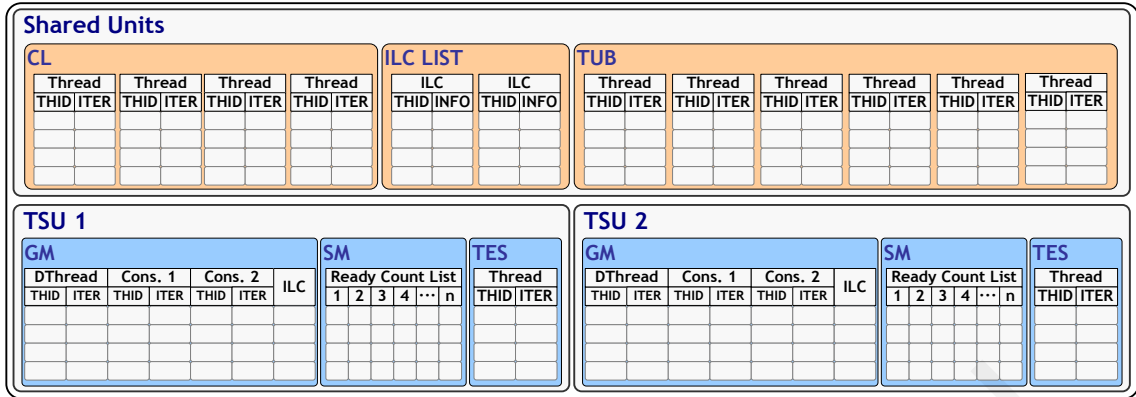 Shared Units
CL ILC LIST TUB
Thread Thread Thread Thread ILC ILC Thread Thread Thread Thread Thread Thread
THID ITER THID ITER THID ITER THID ITER THID INFO THID INFO THID ITER THID ITER THID ITER THID ITER THID ITER THID ITER
TSU 1 TSU 2
GM SM TES GM SM TES
DThread Cons. 1 Cons. 2 ILC Ready Count List Thread DThread Cons. 1 Cons. 2 ILC Ready Count List Thread
THID ITER THID ITER THID ITER 1 2 3 4 ··· n THID ITER THID ITER THID ITER THID ITER 1 2 3 4 ··· n THID ITER